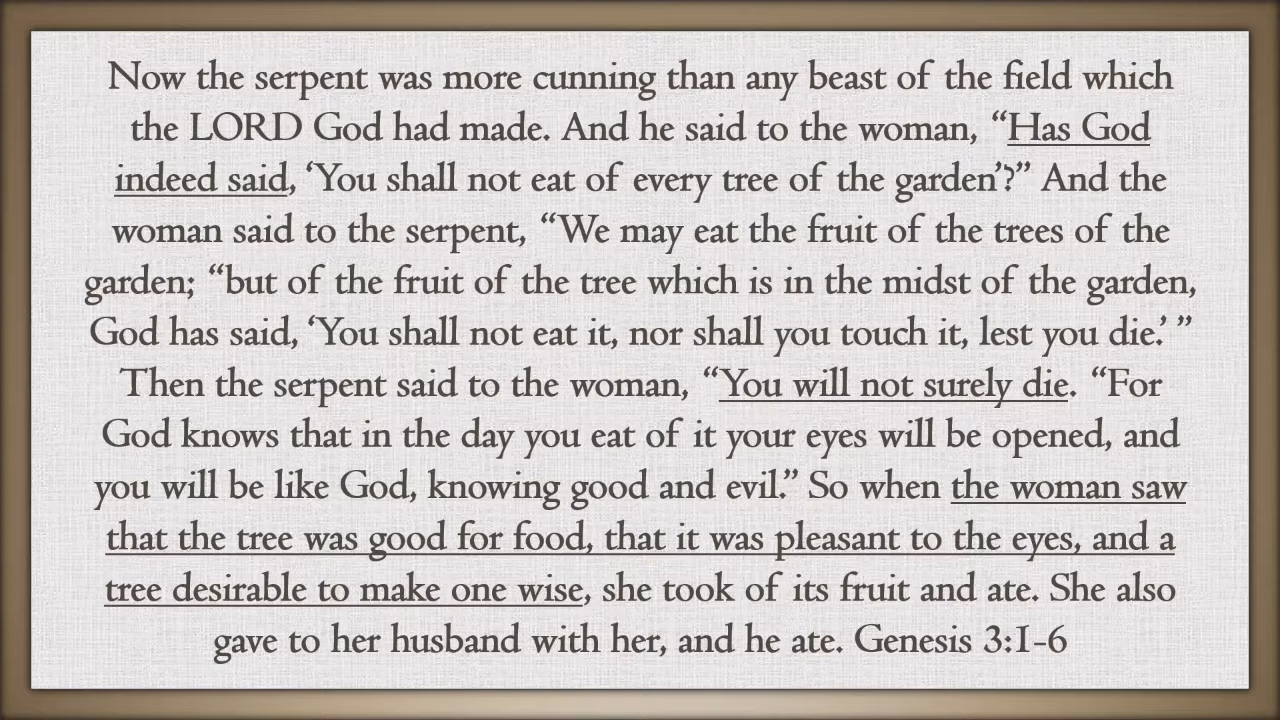 Now the serpent was more cunning than any beast of the field which
the LORD God had made. And he said to the woman, “Has God
indeed said, ‘You shall not eat of every tree of the garden’?” And the
woman said to the serpent, “We may eat the fruit of the trees of the
garden; “but of the fruit of the tree which is in the midst of the garden,
God has said, ‘You shall not eat it, nor shall you touch it, lest you die.’ ”
Then the serpent said to the woman, “You will not surely die. “For
God knows that in the day you eat of it your eyes will be opened, and
you will be like God, knowing good and evil.” So when the woman saw
that the tree was good for food, that it was pleasant to the eyes, and a
tree desirable to make one wise, she took of its fruit and ate. She also
gave to her husband with her, and he ate. Genesis 3:1-6